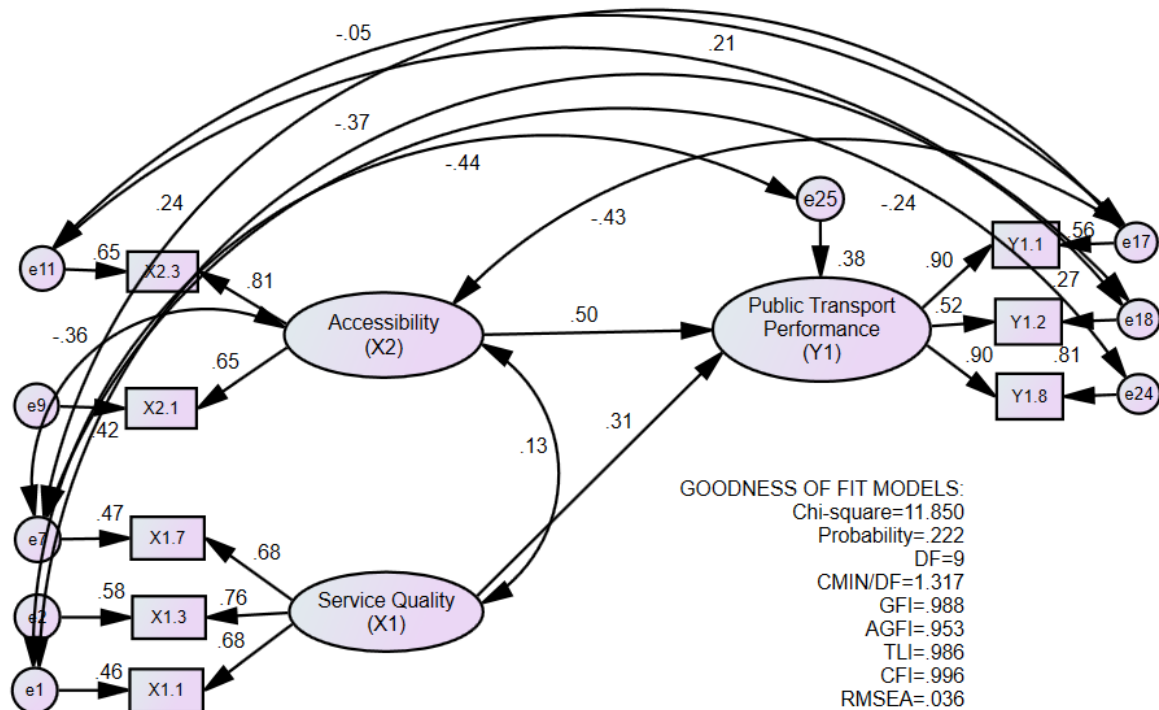 -.05
.21
-.37
-.44
.24
-.43
-.24
e25
e11
.65
X2.3
.81
.38
.90
Y1.1
.56
e17
.27
Accessibility
(X2)
.50
Public Transport
Performance
(Y1)
.52
Y1.2
e18
-.36
.65
.90
.81
Y1.8
e24
e9
X2.1
.42
.13
.31
e7
.47
X1.7
.68
e2
.58
X1.3
.76
Service Quality
(X1)
.68
e1
.46
X1.1
GOODNESS OF FIT MODELS:
Chi-square=11.850
Probability=.222
DF=9
CMIN/DF=1.317
GFI=.988
AGFI=.953
TLI=.986
CFI=.996
RMSEA=.036